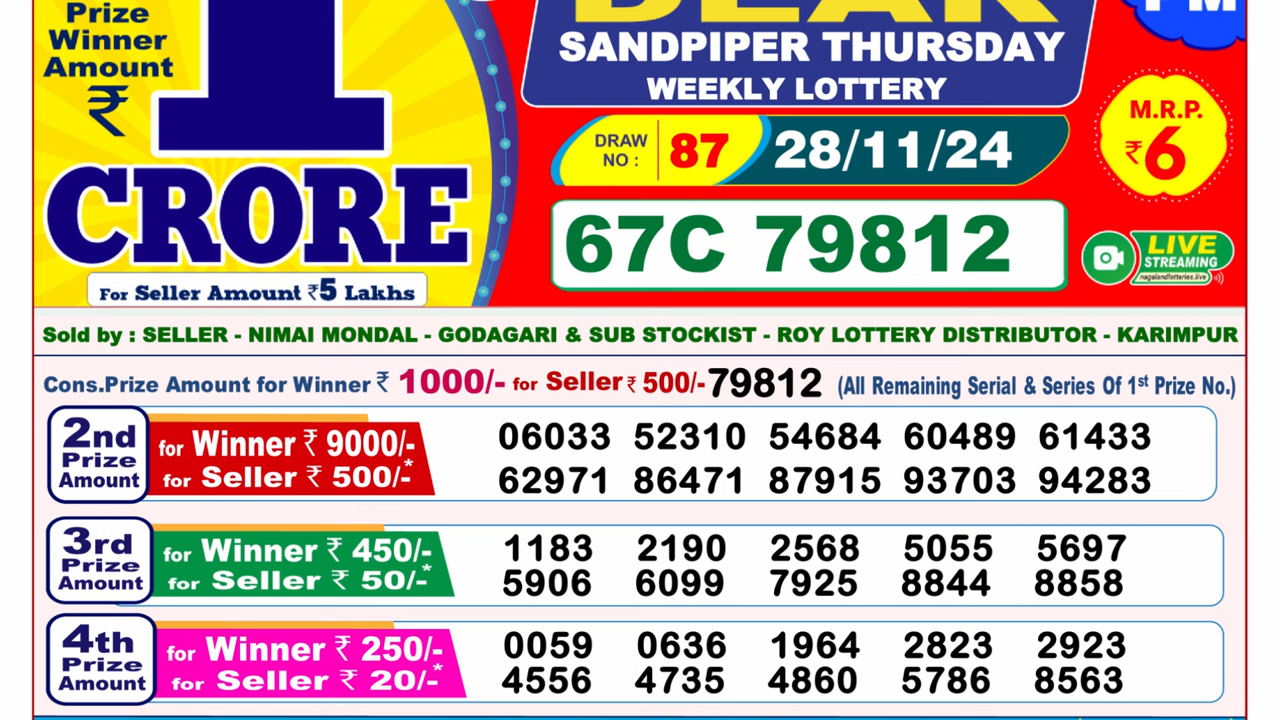 Prize
Winner
Amount
₹
1
CRORE
For Seller Amount ₹5 Lakhs
DEAR
SANDPIPER THURSDAY
WEEKLY LOTTERY
PM
DRAW
NO :
87
28/11/24
M.R.P.
₹6
67C 79812
LIVE
STREAMING
nagalandlotteries.live
Sold by : SELLER - NIMAI MONDAL - GODAGARI & SUB STOCKIST - ROY LOTTERY DISTRIBUTOR - KARIMPUR
Cons.Prize Amount for Winner ₹ 1000/- for Seller ₹ 500/- 79812 (All Remaining Serial & Series Of 1st Prize No.)
2nd
Prize
Amount
for Winner ₹ 9000/-
for Seller ₹ 500/-*
06033 52310 54684 60489 61433
62971 86471 87915 93703 94283
3rd
Prize
Amount
for Winner ₹ 450/-
for Seller ₹ 50/-*
1183 2190 2568 5055 5697
5906 6099 7925 8844 8858
4th
Prize
Amount
for Winner ₹ 250/-
for Seller ₹ 20/-*
0059 0636 1964 2823 2923
4556 4735 4860 5786 8563